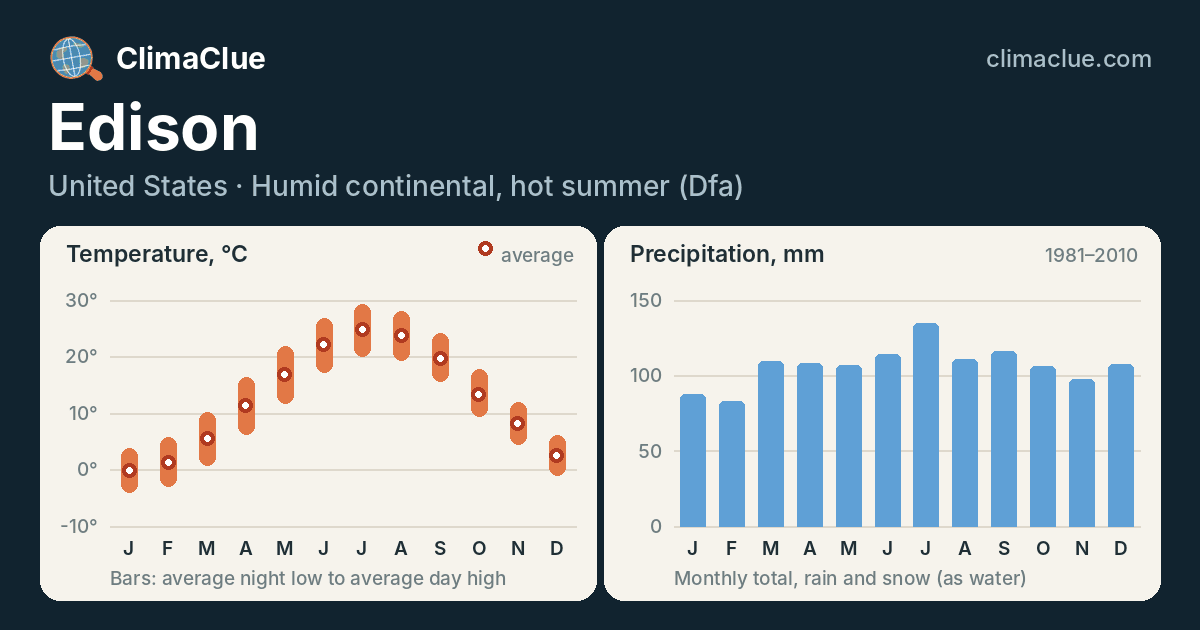 ClimaClue
climaclue.com
Edison
United States · Humid continental, hot summer (Dfa)
Temperature, °C
average
30°
20°
10°
0°
-10°
J F M A M J J A S O N D
Bars: average night low to average day high
Precipitation, mm
1981–2010
150
100
50
0
J F M A M J J A S O N D
Monthly total, rain and snow (as water)